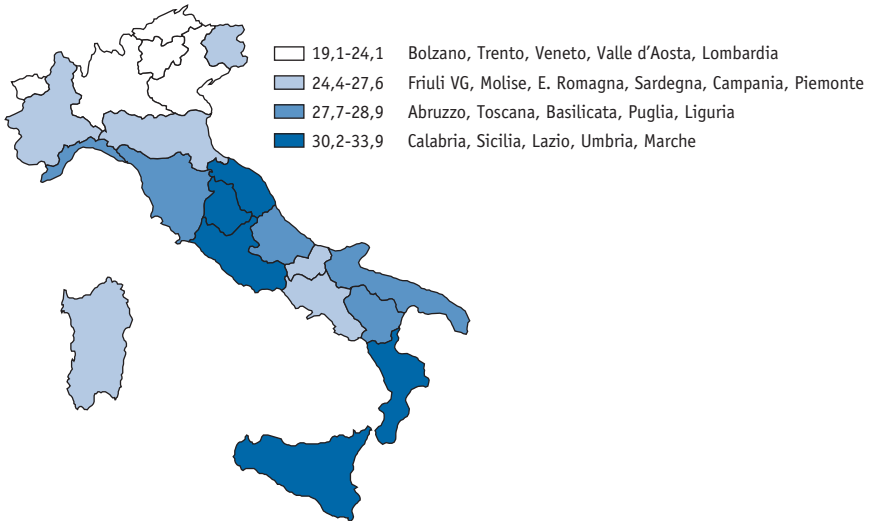 19,1-24,1 Bolzano, Trento, Veneto, Valle d'Aosta, Lombardia
24,4-27,6 Friuli VG, Molise, E. Romagna, Sardegna, Campania, Piemonte
27,7-28,9 Abruzzo, Toscana, Basilicata, Puglia, Liguria
30,2-33,9 Calabria, Sicilia, Lazio, Umbria, Marche